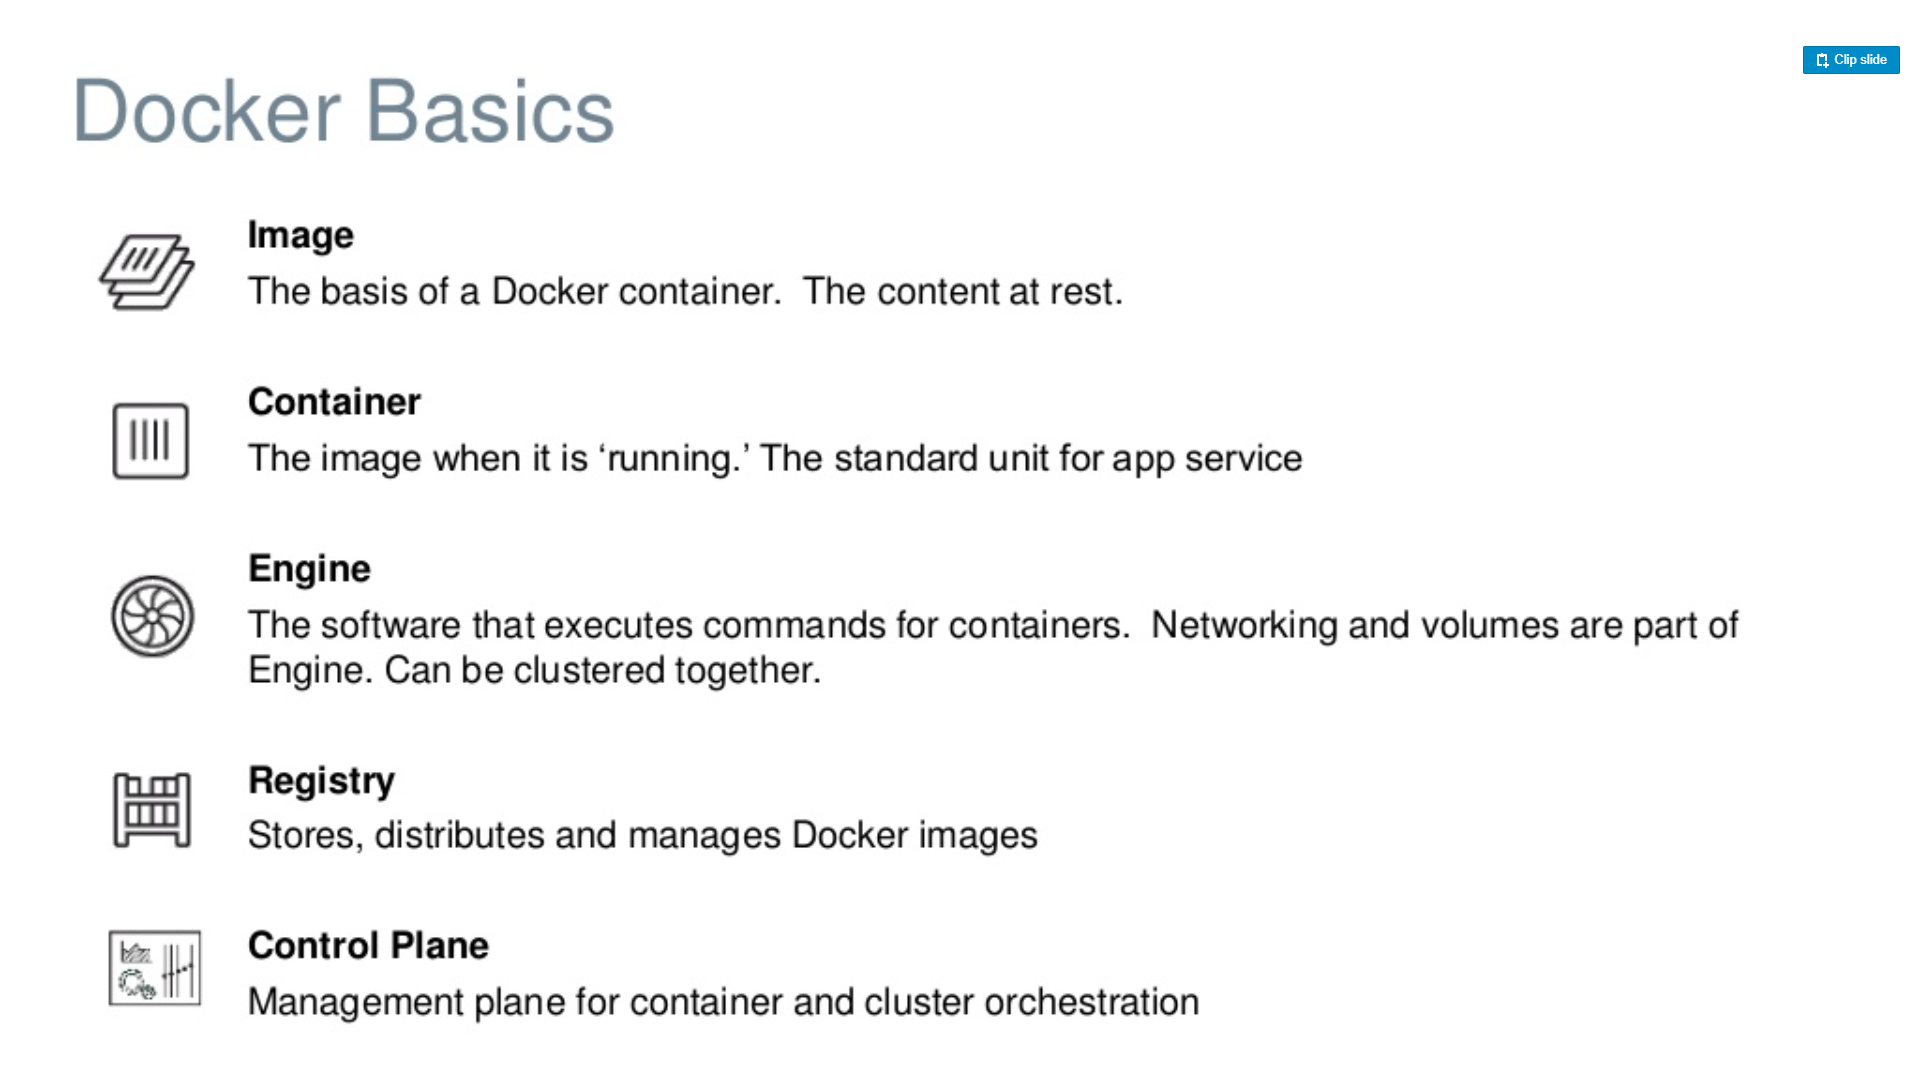 Clip slide
Docker Basics
Image
The basis of a Docker container.  The content at rest.
Container
The image when it is ‘running.’ The standard unit for app service
Engine
The software that executes commands for containers.  Networking and volumes are part of
Engine. Can be clustered together.
Registry
Stores, distributes and manages Docker images
Control Plane
Management plane for container and cluster orchestration